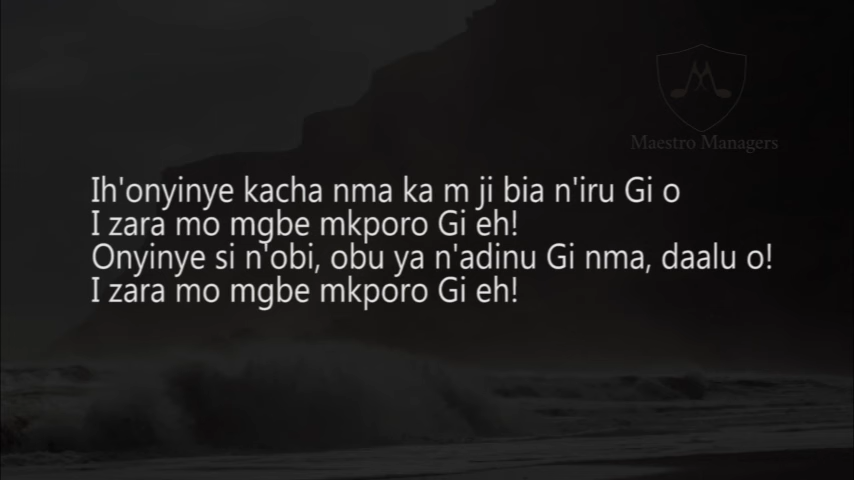 Maestro Managers
Ih'onyinye kacha nma ka m ji bia n'iru Gi o
I zara mo mgbe mkporo Gi eh!
Onyinye si n'obi, obu ya n'adinu Gi nma, daalu o!
I zara mo mgbe mkporo Gi eh!